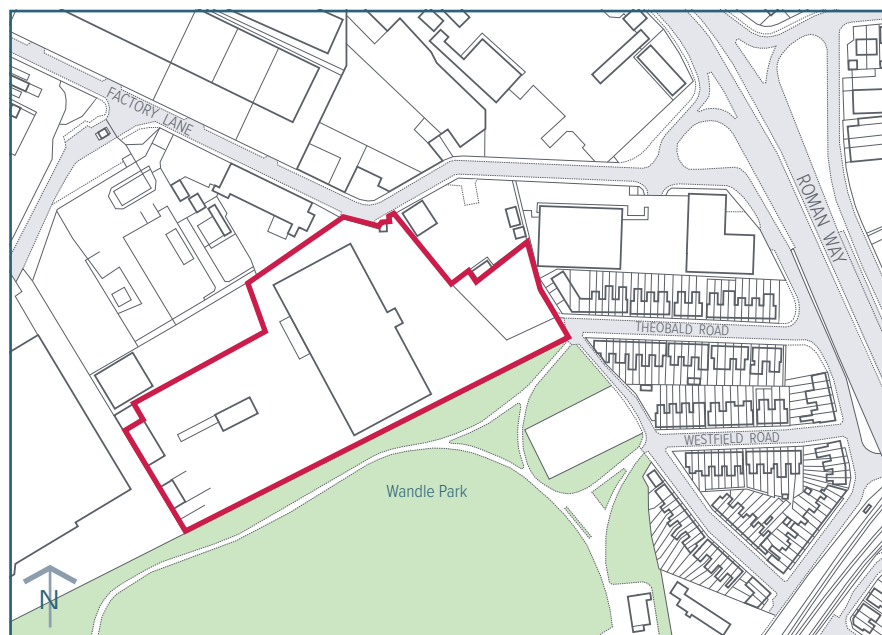 FACTORY LANE
ROMAN WAY
THEOBALD ROAD
WESTFIELD ROAD
Wandle Park
N